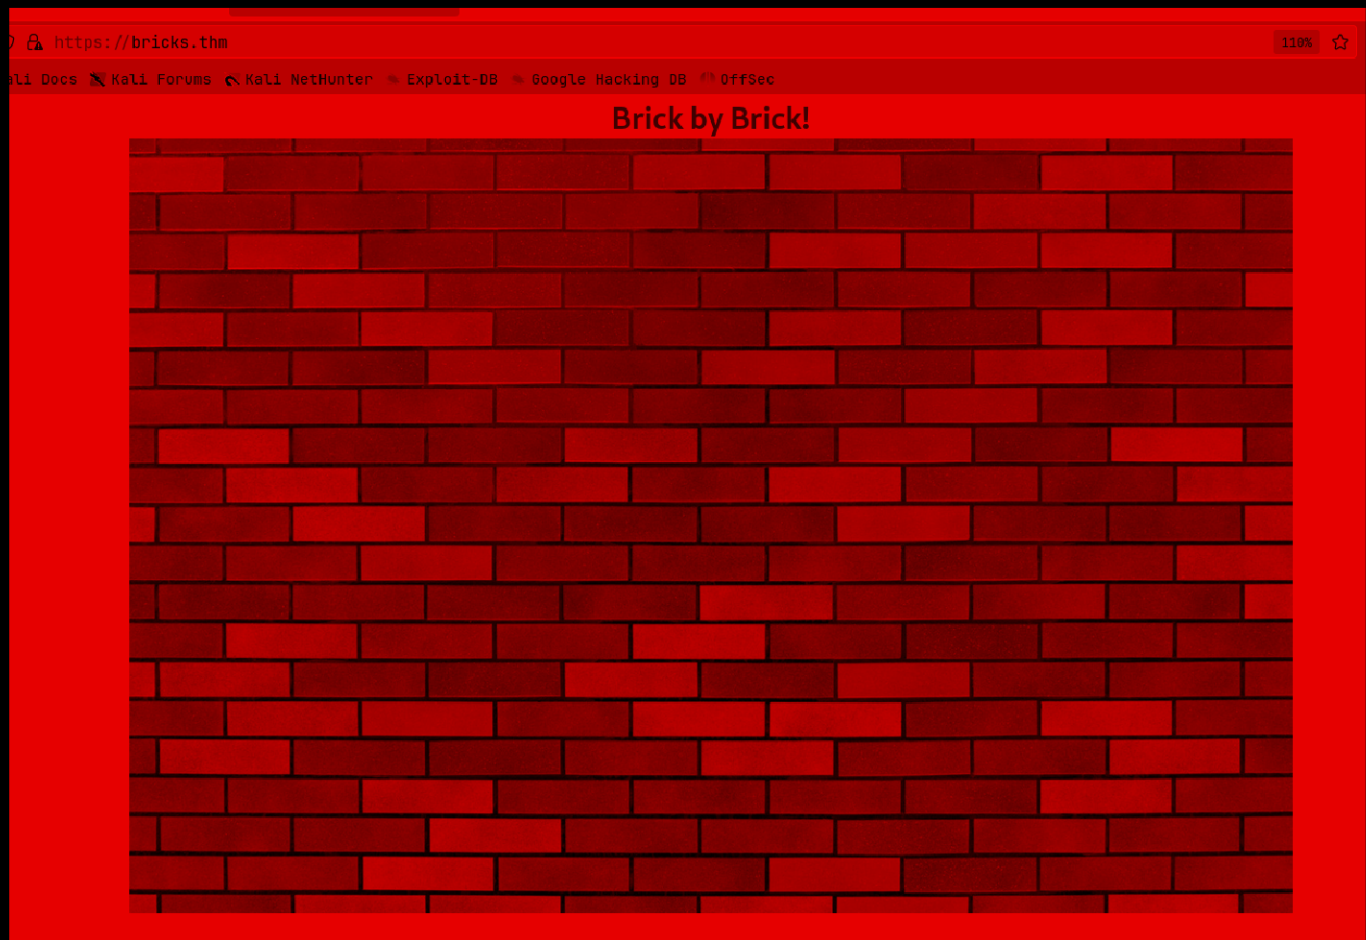 https://bricks.thm 110%
ali Docs Kali Forums Kali NetHunter Exploit-DB Google Hacking DB OffSec
Brick by Brick!